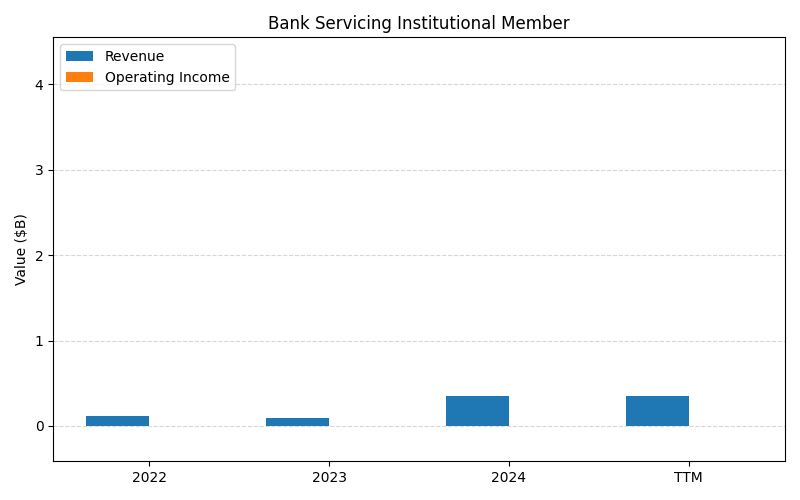 Bank Servicing Institutional Member
Revenue
Operating Income
Value ($B)
4
3
2
1
0
2022
2023
2024
TTM